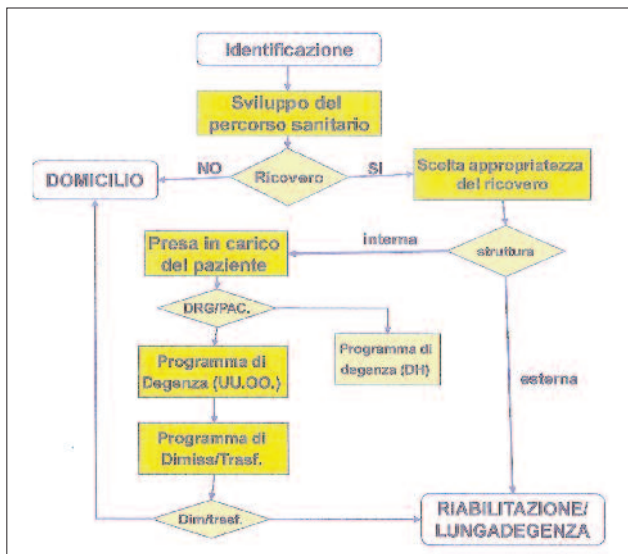 Identificazione
Sviluppo del
percorso sanitario
NO
Ricovero
SI
DOMICILIO
Scelta appropriatezza
del ricovero
Presa in carico
del paziente
interna
struttura
DRG/PAC.
Programma di
degenza (DH)
Programma di
Degenza (UU.OO.)
esterna
Programma di
Dimiss/Trasf.
Dim/trasf.
RIABILITAZIONE/
LUNGADEGENZA